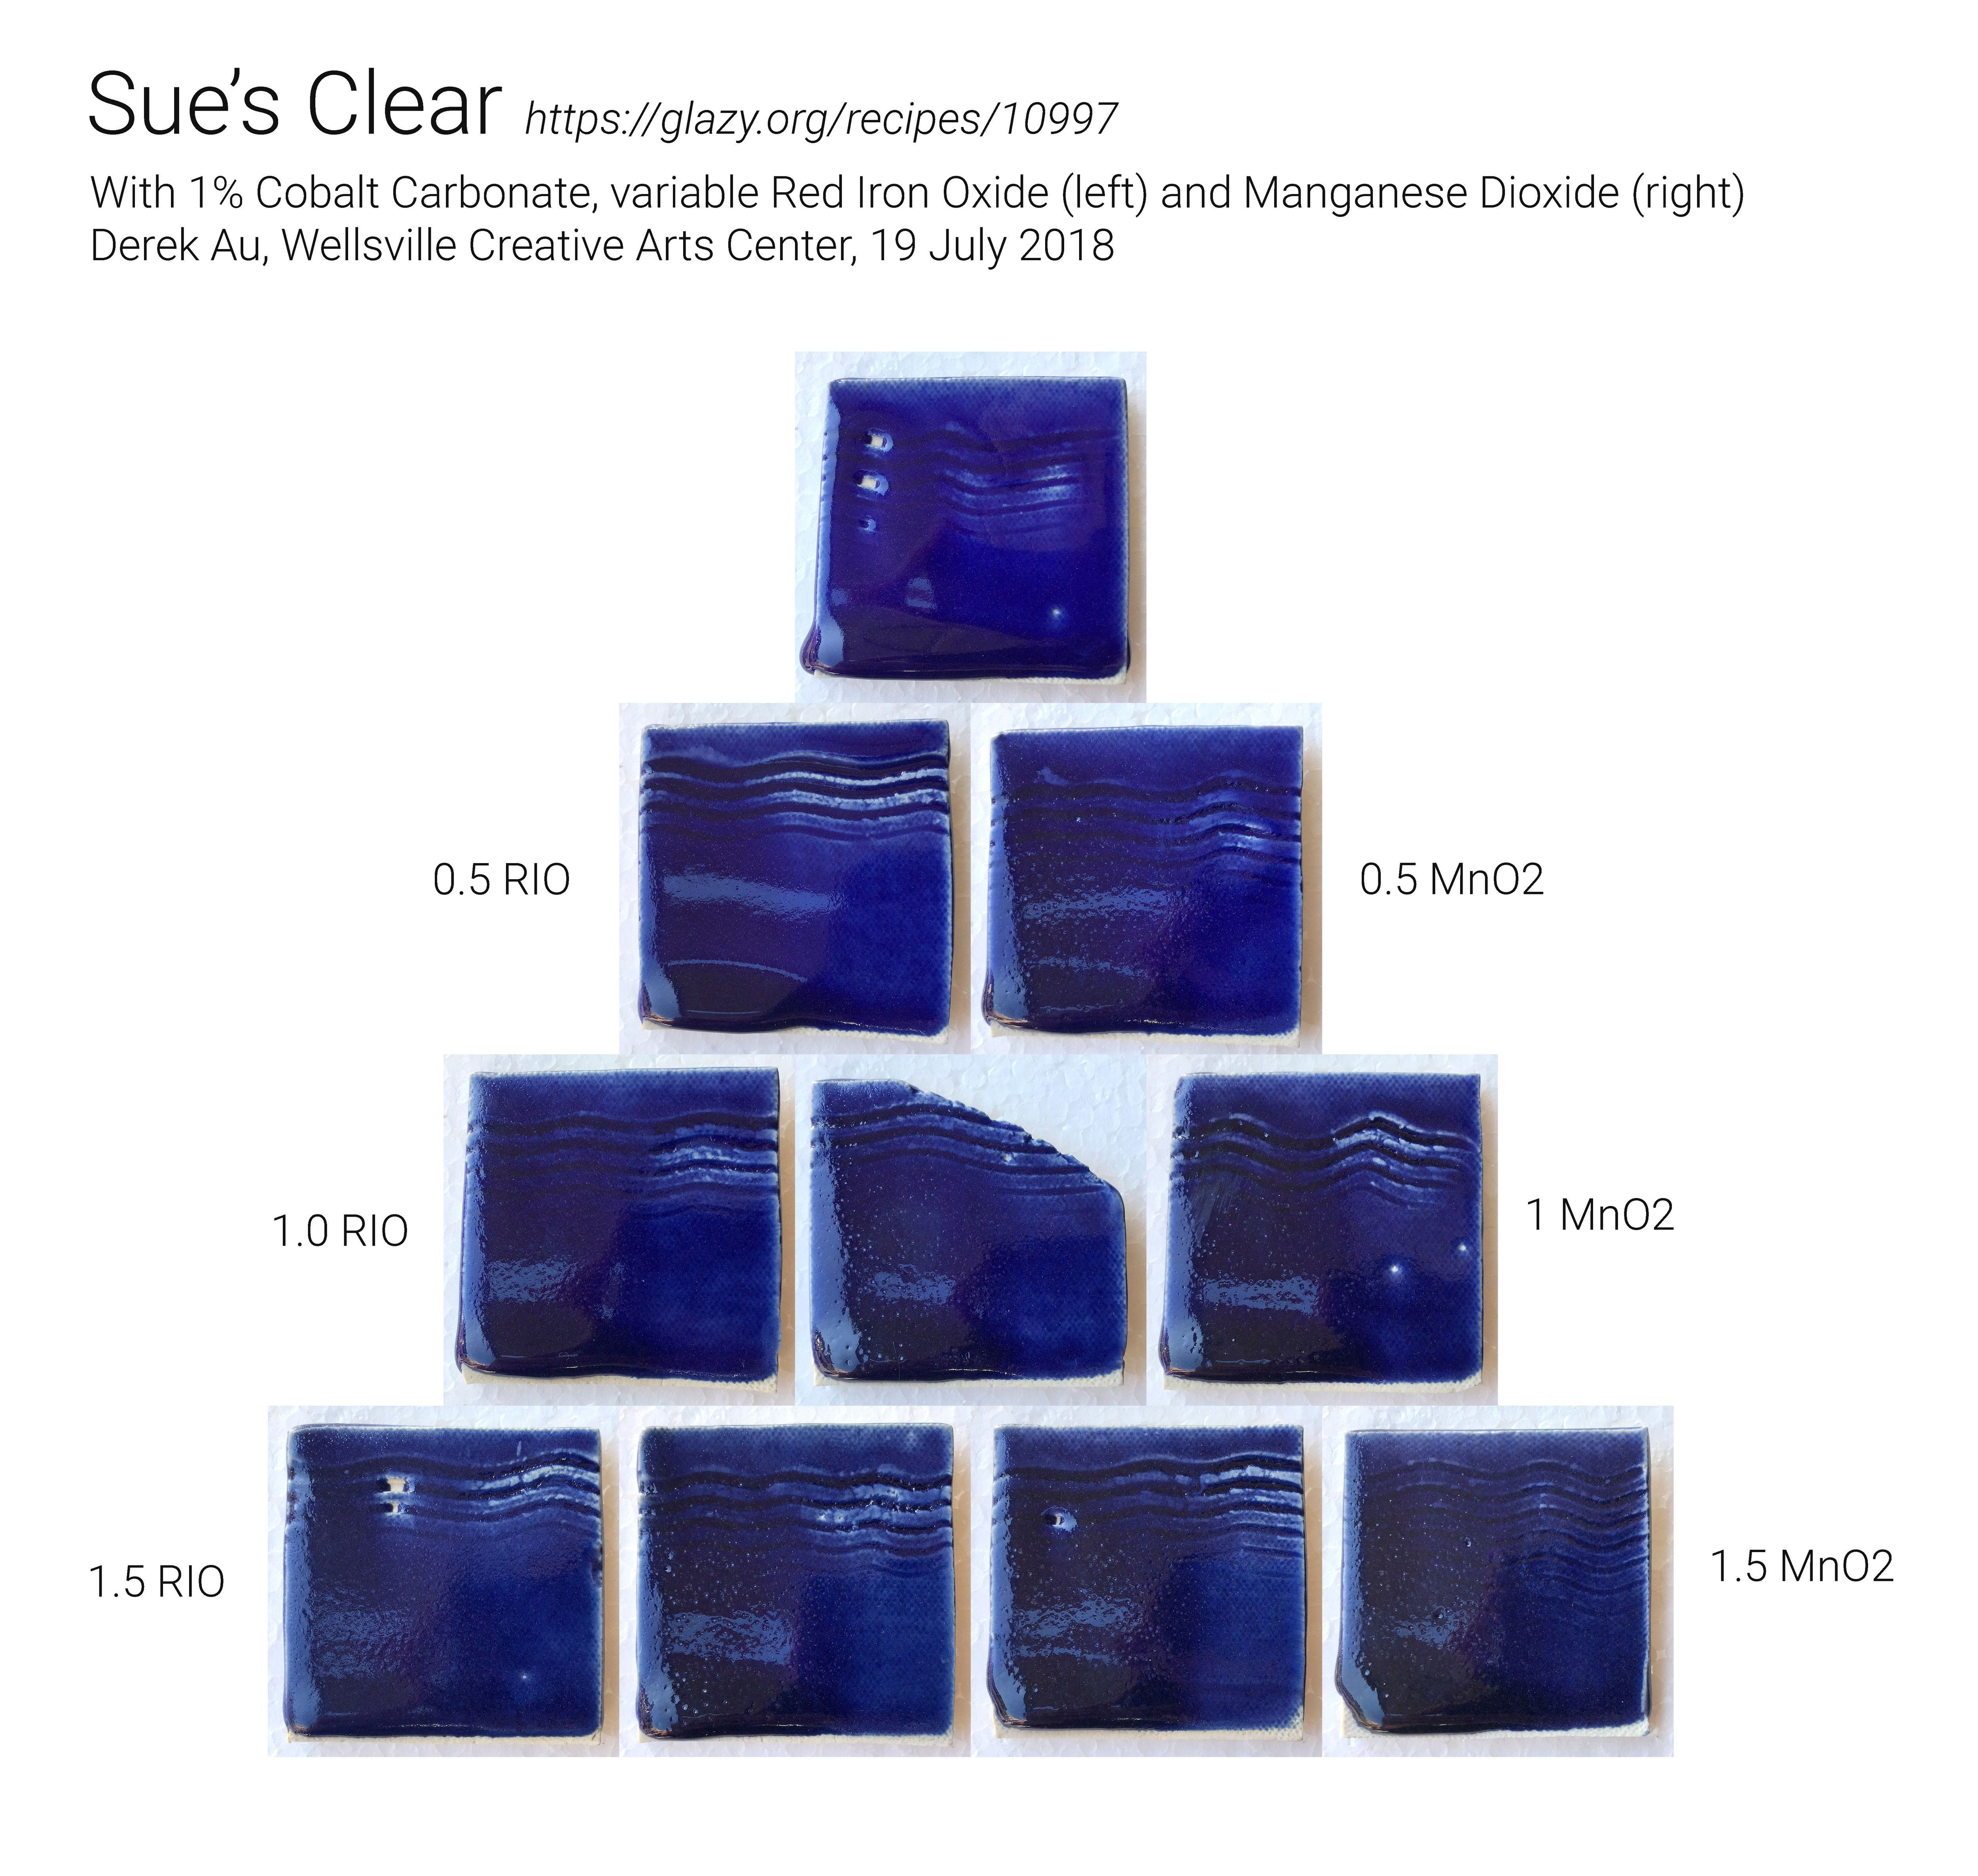 Sue’s Clear https://glazy.org/recipes/10997
With 1% Cobalt Carbonate, variable Red Iron Oxide (left) and Manganese Dioxide (right)
Derek Au, Wellsville Creative Arts Center, 19 July 2018
0.5 RIO
0.5 MnO2
1.0 RIO
1 MnO2
1.5 RIO
1.5 MnO2